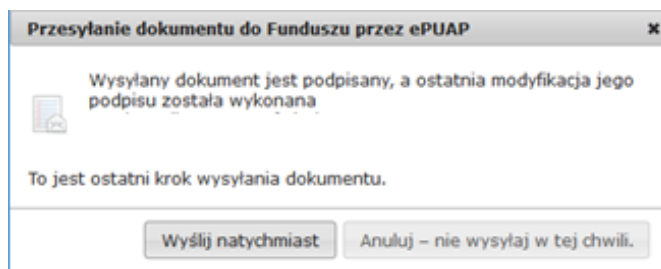 Przesyłanie dokumentu do Funduszu przez ePUAP
Wysyłany dokument jest podpisany, a ostatnia modyfikacja jego
podpisu została wykonana
To jest ostatni krok wysyłania dokumentu.
Wyślij natychmiast
Anuluj – nie wysyłaj w tej chwili.